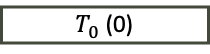 T₀ (0)